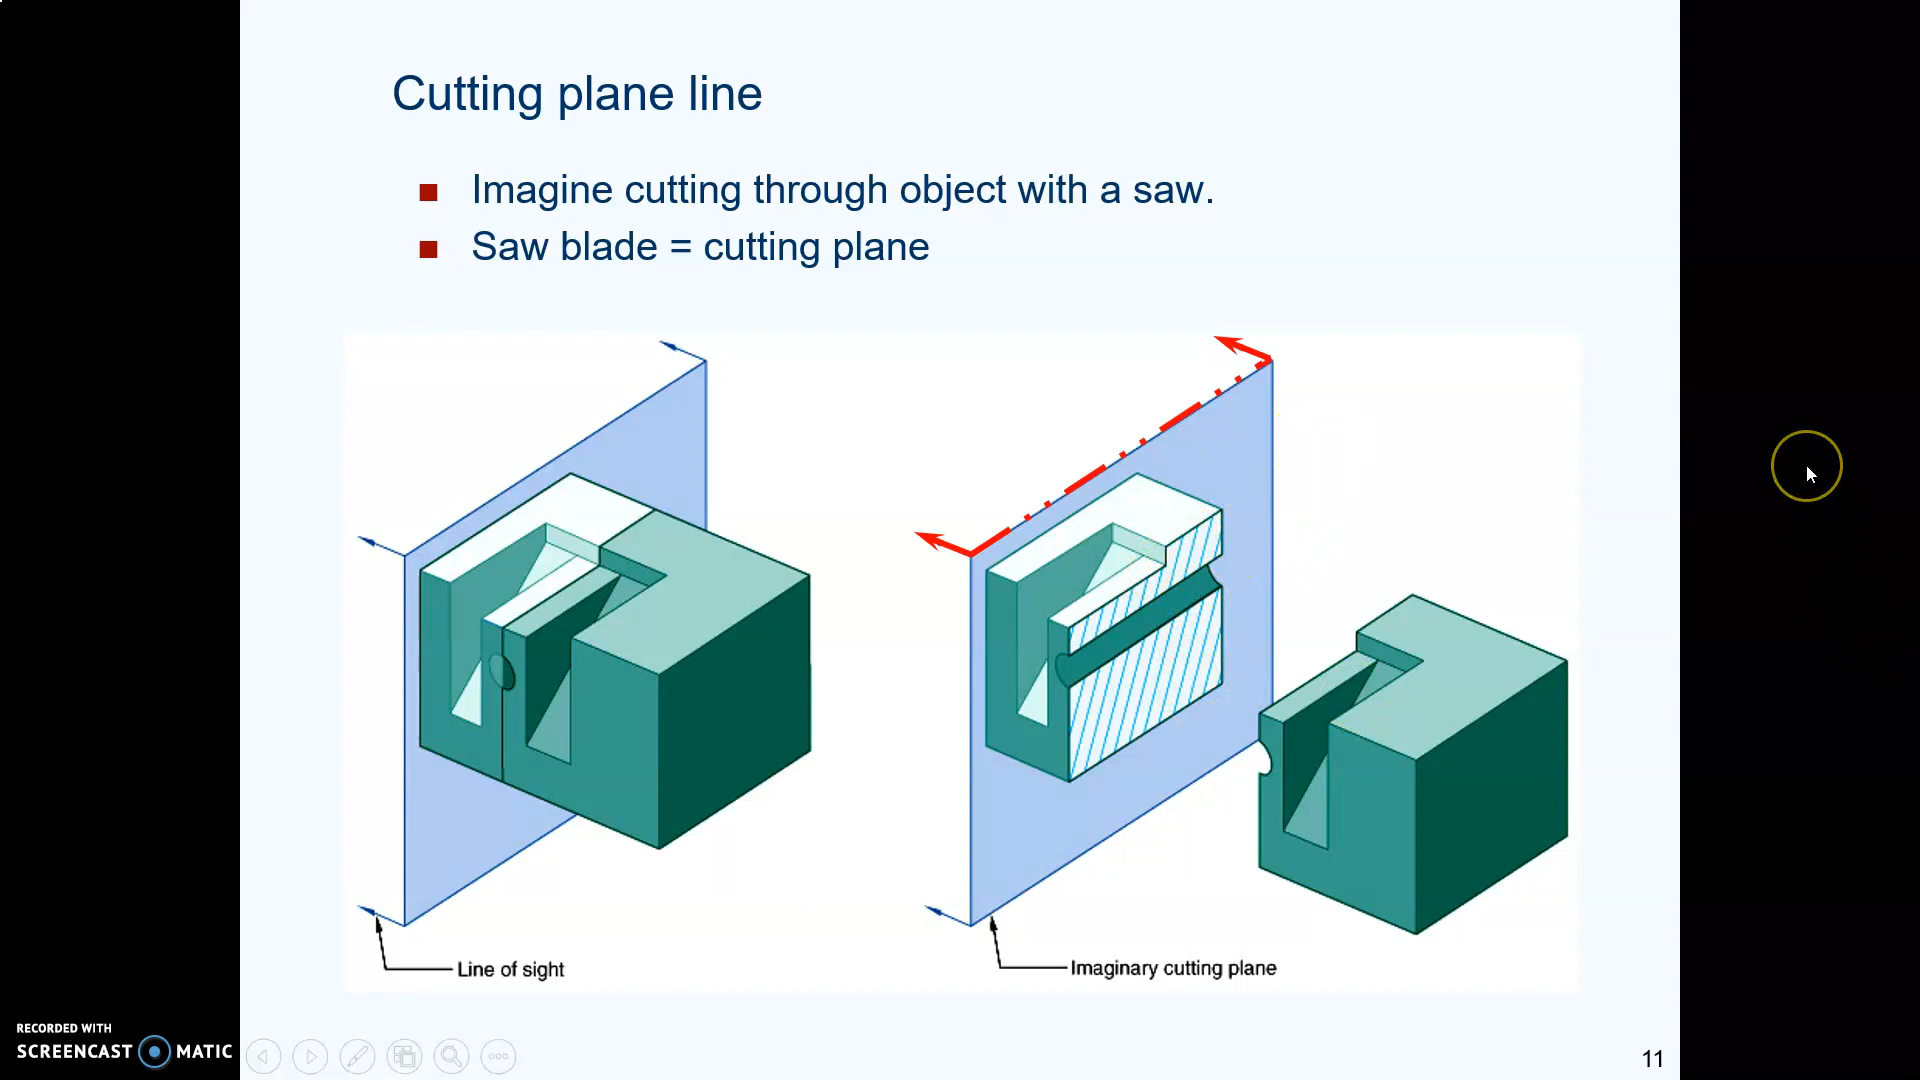 Cutting plane line
Imagine cutting through object with a saw.
Saw blade = cutting plane
Line of sight
Imaginary cutting plane
RECORDED WITH
SCREENCAST MATIC
11